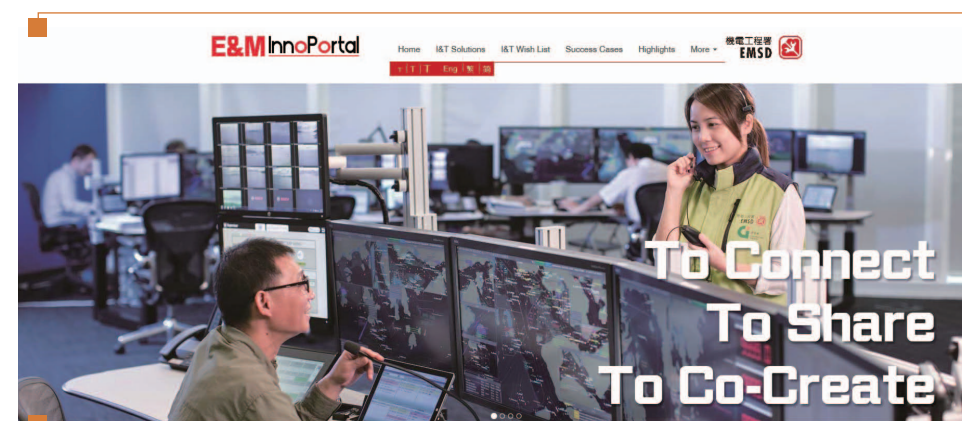 E&M InnoPortal
Home I&T Solutions I&T Wish List Success Cases Highlights More
機電工程署
EMSD
T T T Eng 繁 简
EMSD
To Connect
To Share
To Co-Create